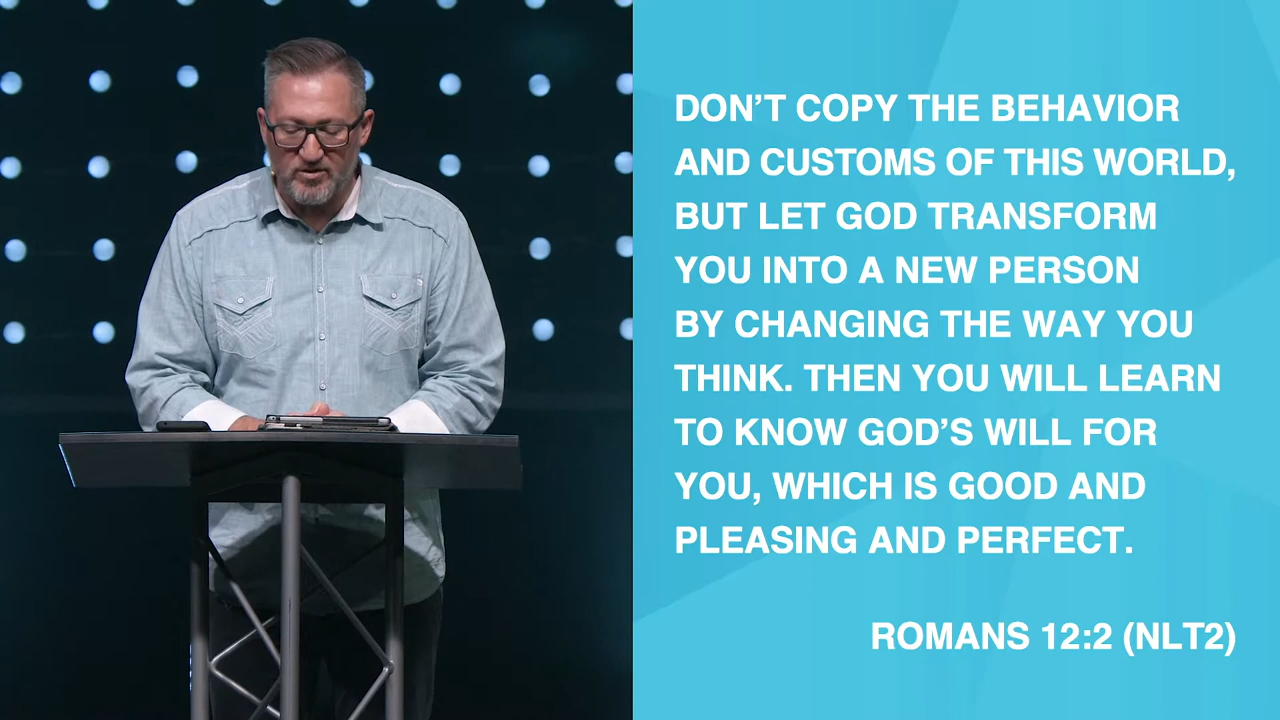 DON'T COPY THE BEHAVIOR
AND CUSTOMS OF THIS WORLD,
BUT LET GOD TRANSFORM
YOU INTO A NEW PERSON
BY CHANGING THE WAY YOU
THINK. THEN YOU WILL LEARN
TO KNOW GOD'S WILL FOR
YOU, WHICH IS GOOD AND
PLEASING AND PERFECT.
ROMANS 12:2 (NLT2)